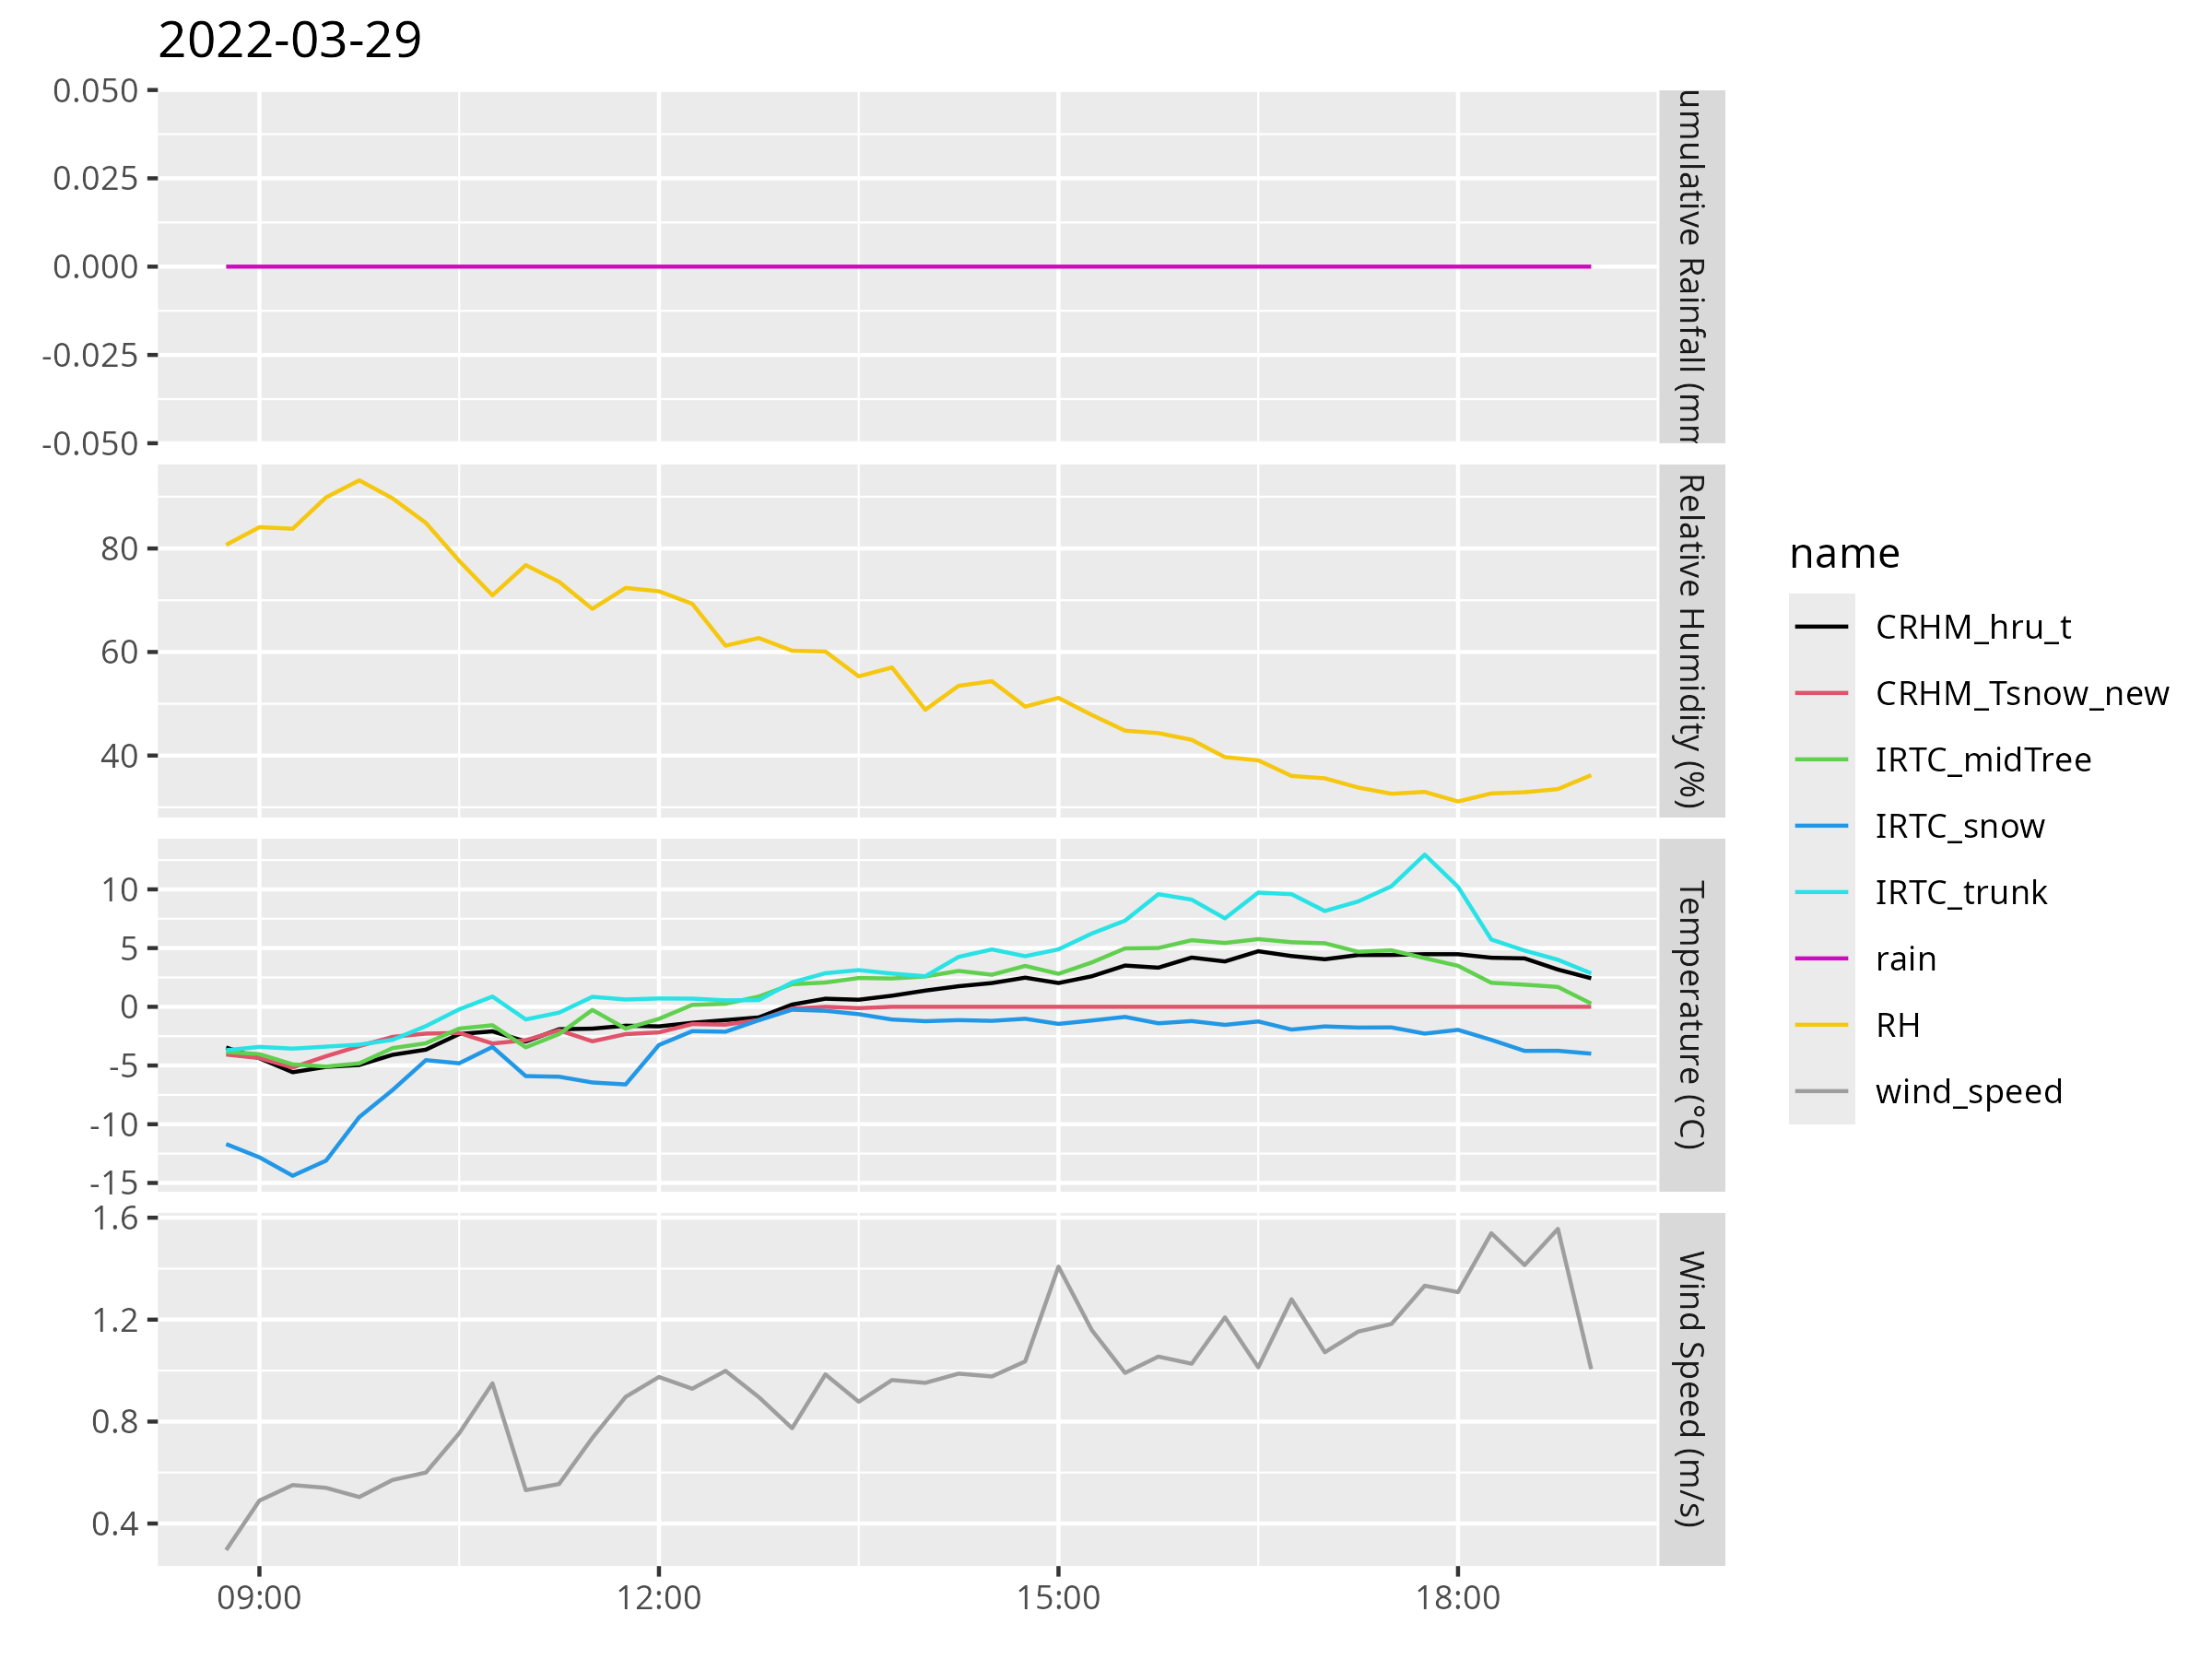 2022-03-29
0.050
0.025
0.000
-0.025
-0.050
umulative Rainfall (mm
80
60
40
Relative Humidity (%)
10
5
0
-5
-10
-15
Temperature (°C)
1.6
1.2
0.8
0.4
Wind Speed (m/s)
09:00
12:00
15:00
18:00
name
CRHM_hru_t
CRHM_Tsnow_new
IRTC_midTree
IRTC_snow
IRTC_trunk
rain
RH
wind_speed